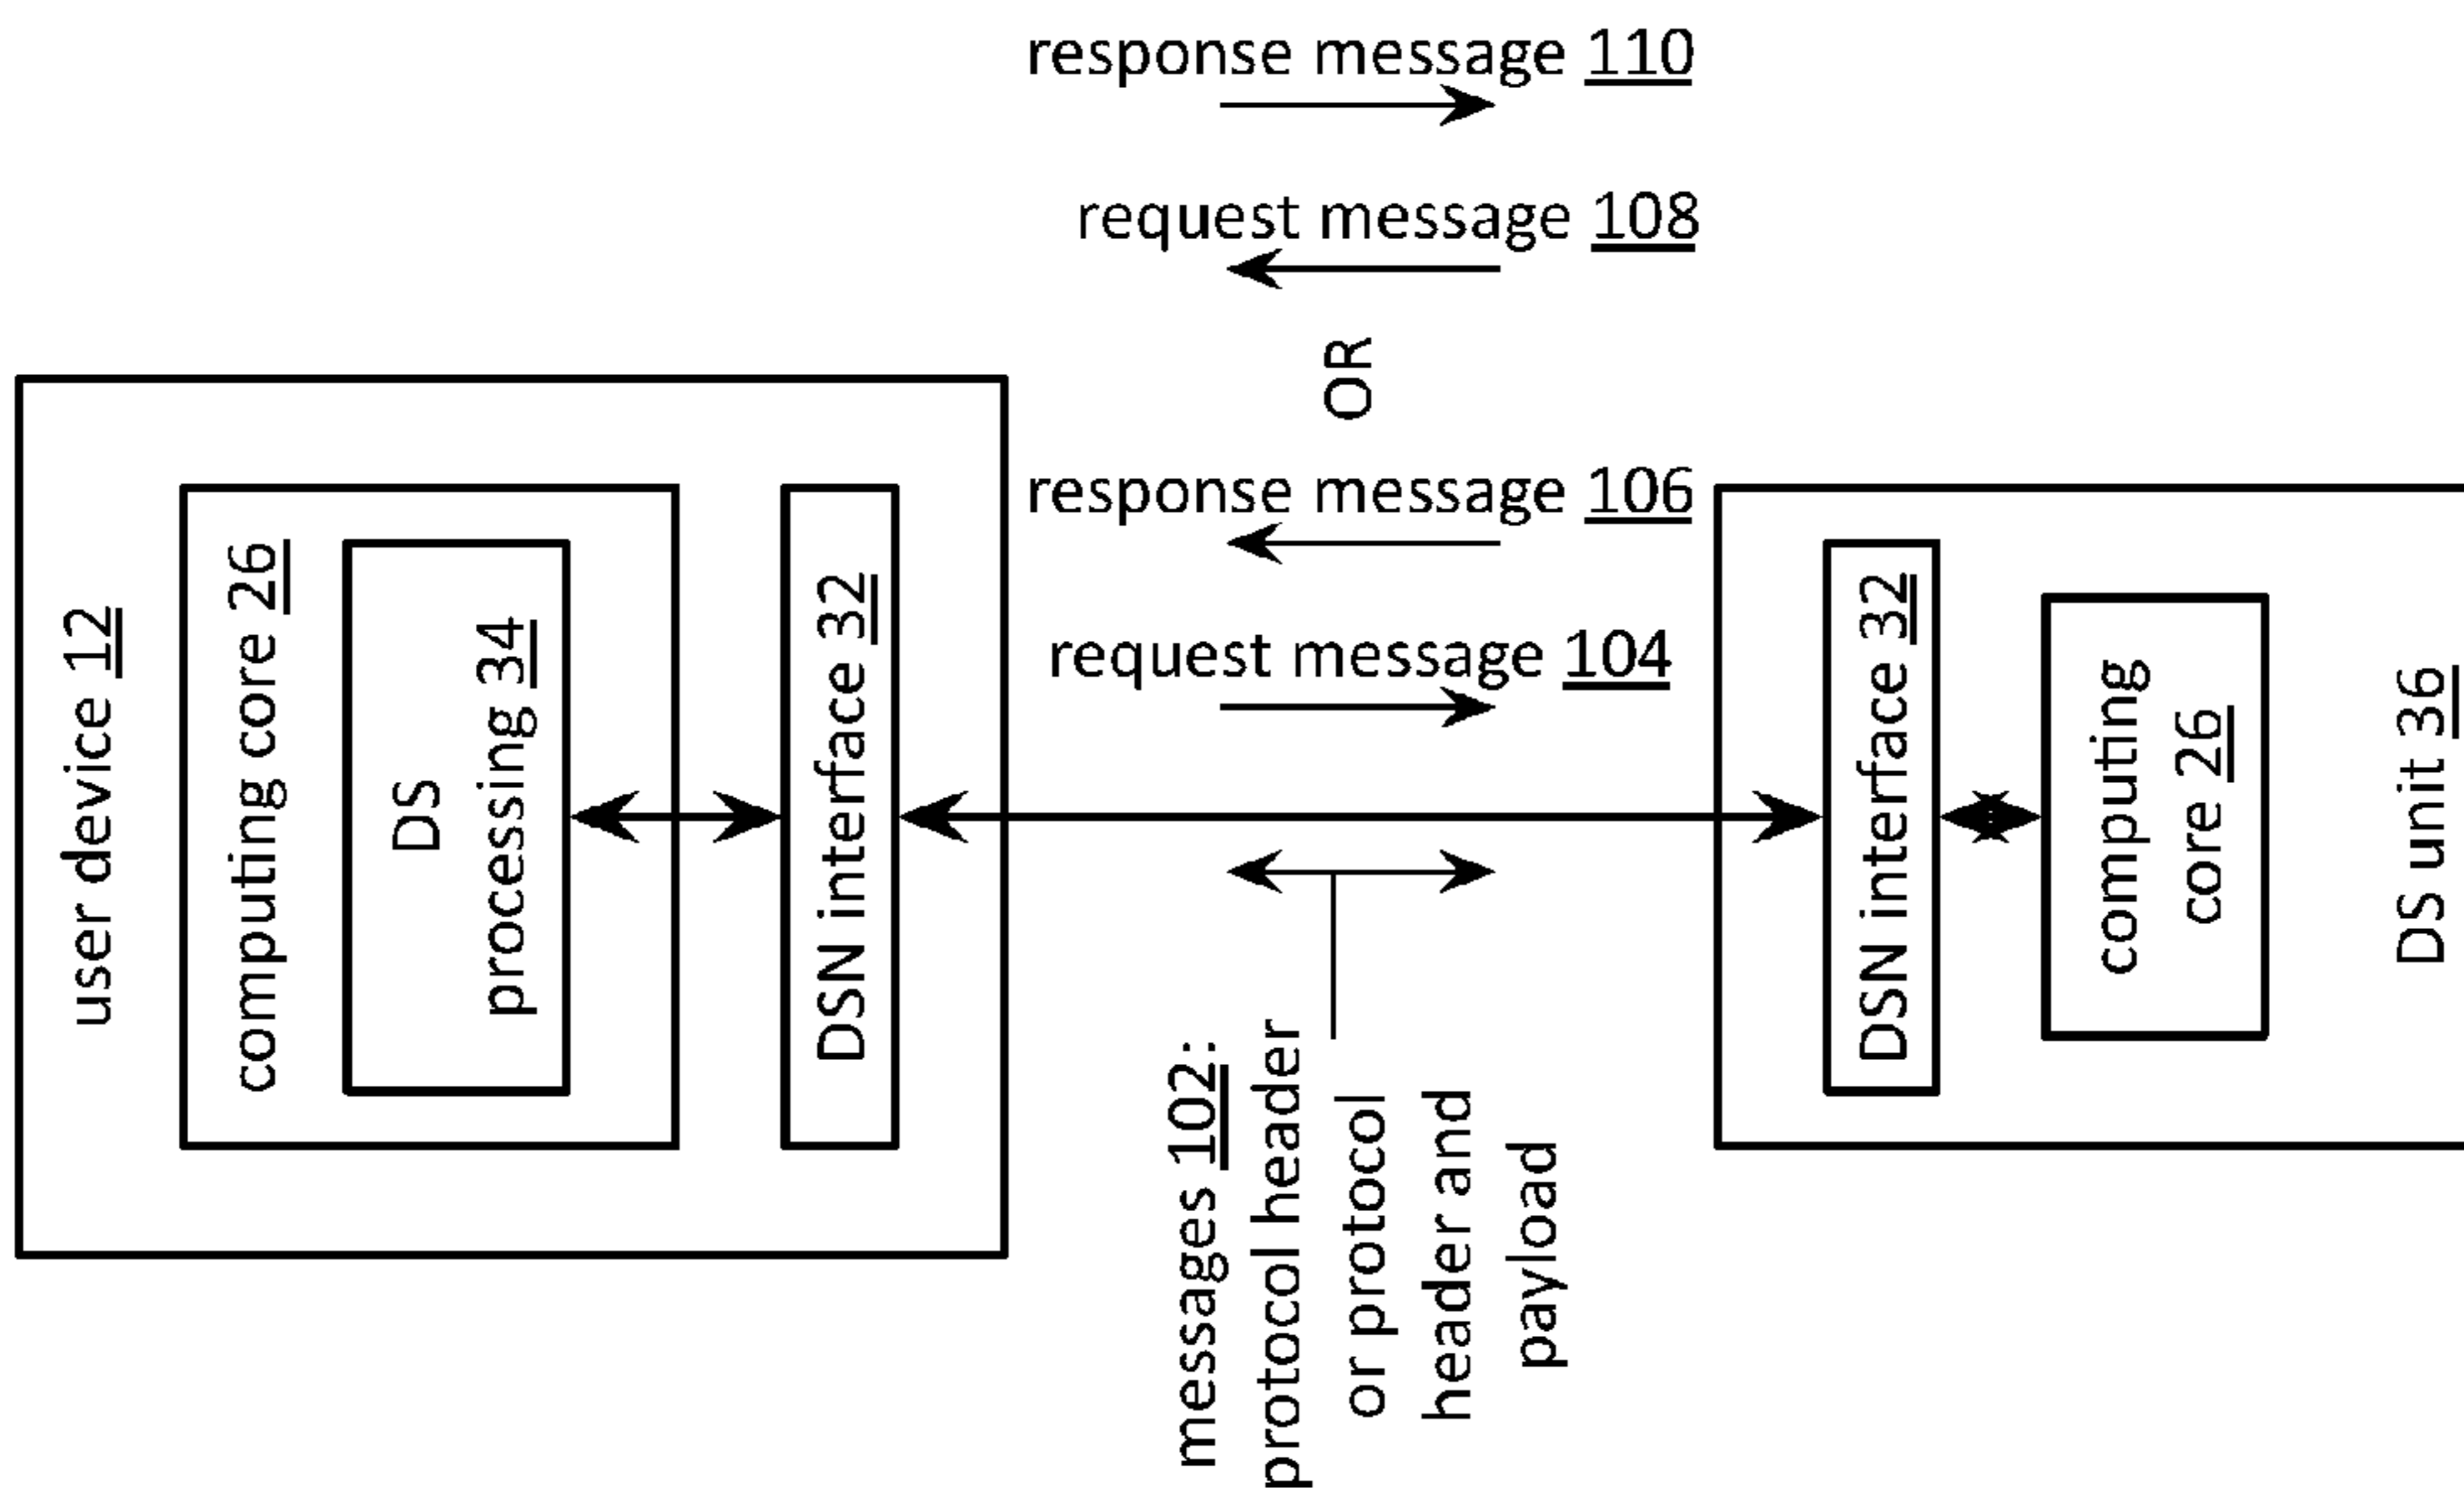 response message 110
request message 108
OR
response message 106
request message 104
user device 12
computing core 26
DS
processing 34
DSN interface 32
messages 102:
protocol header
or protocol
header and
payload
DSN interface 32
computing
core 26
DS unit 36